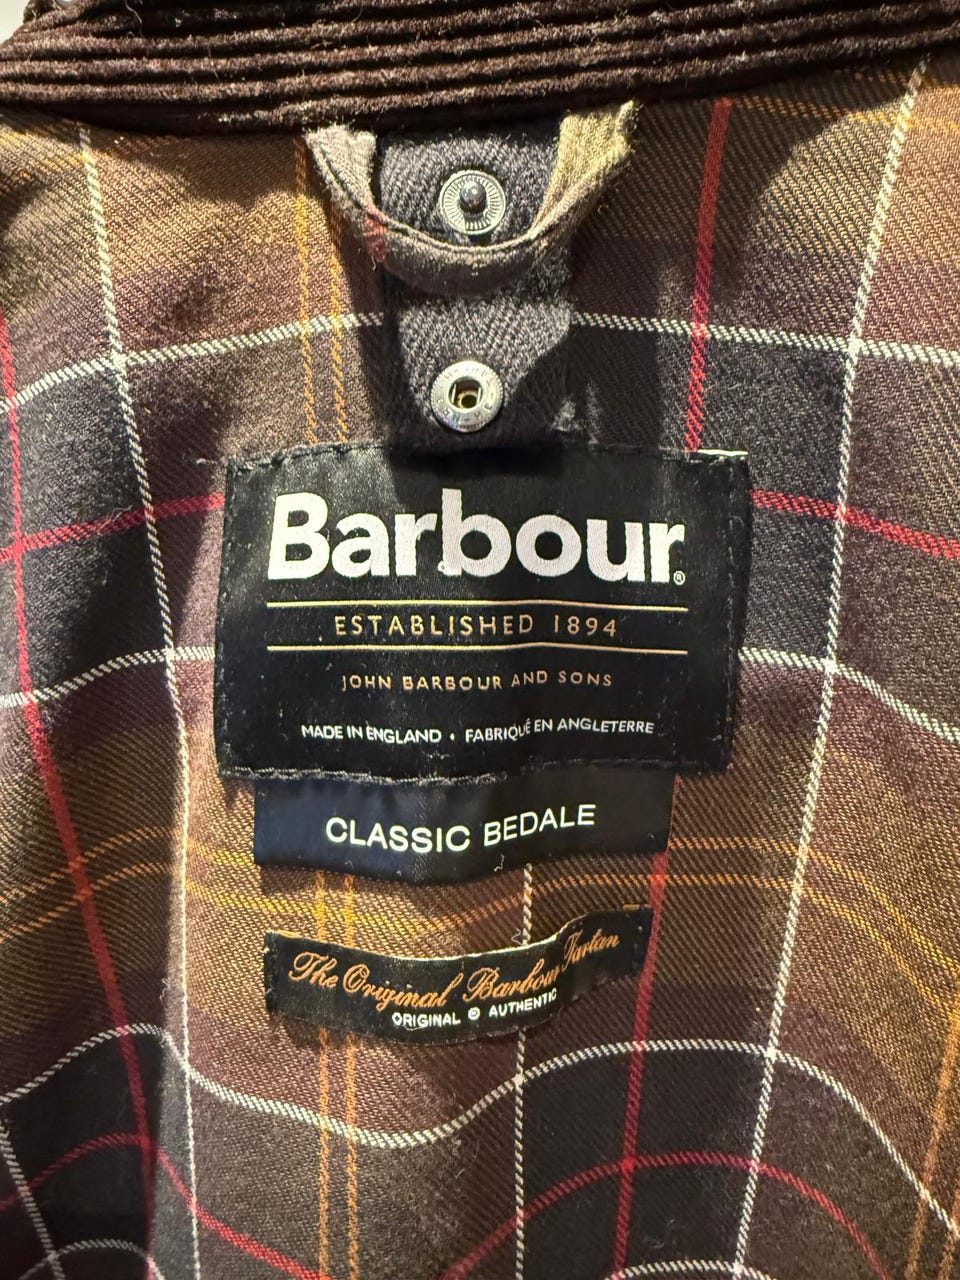 Barbour®
ESTABLISHED 1894
JOHN BARBOUR AND SONS
MADE IN ENGLAND • FABRIQUÉ EN ANGLETERRE
CLASSIC BEDALE
The Original Barbour Tartan
ORIGINAL AUTHENTIC